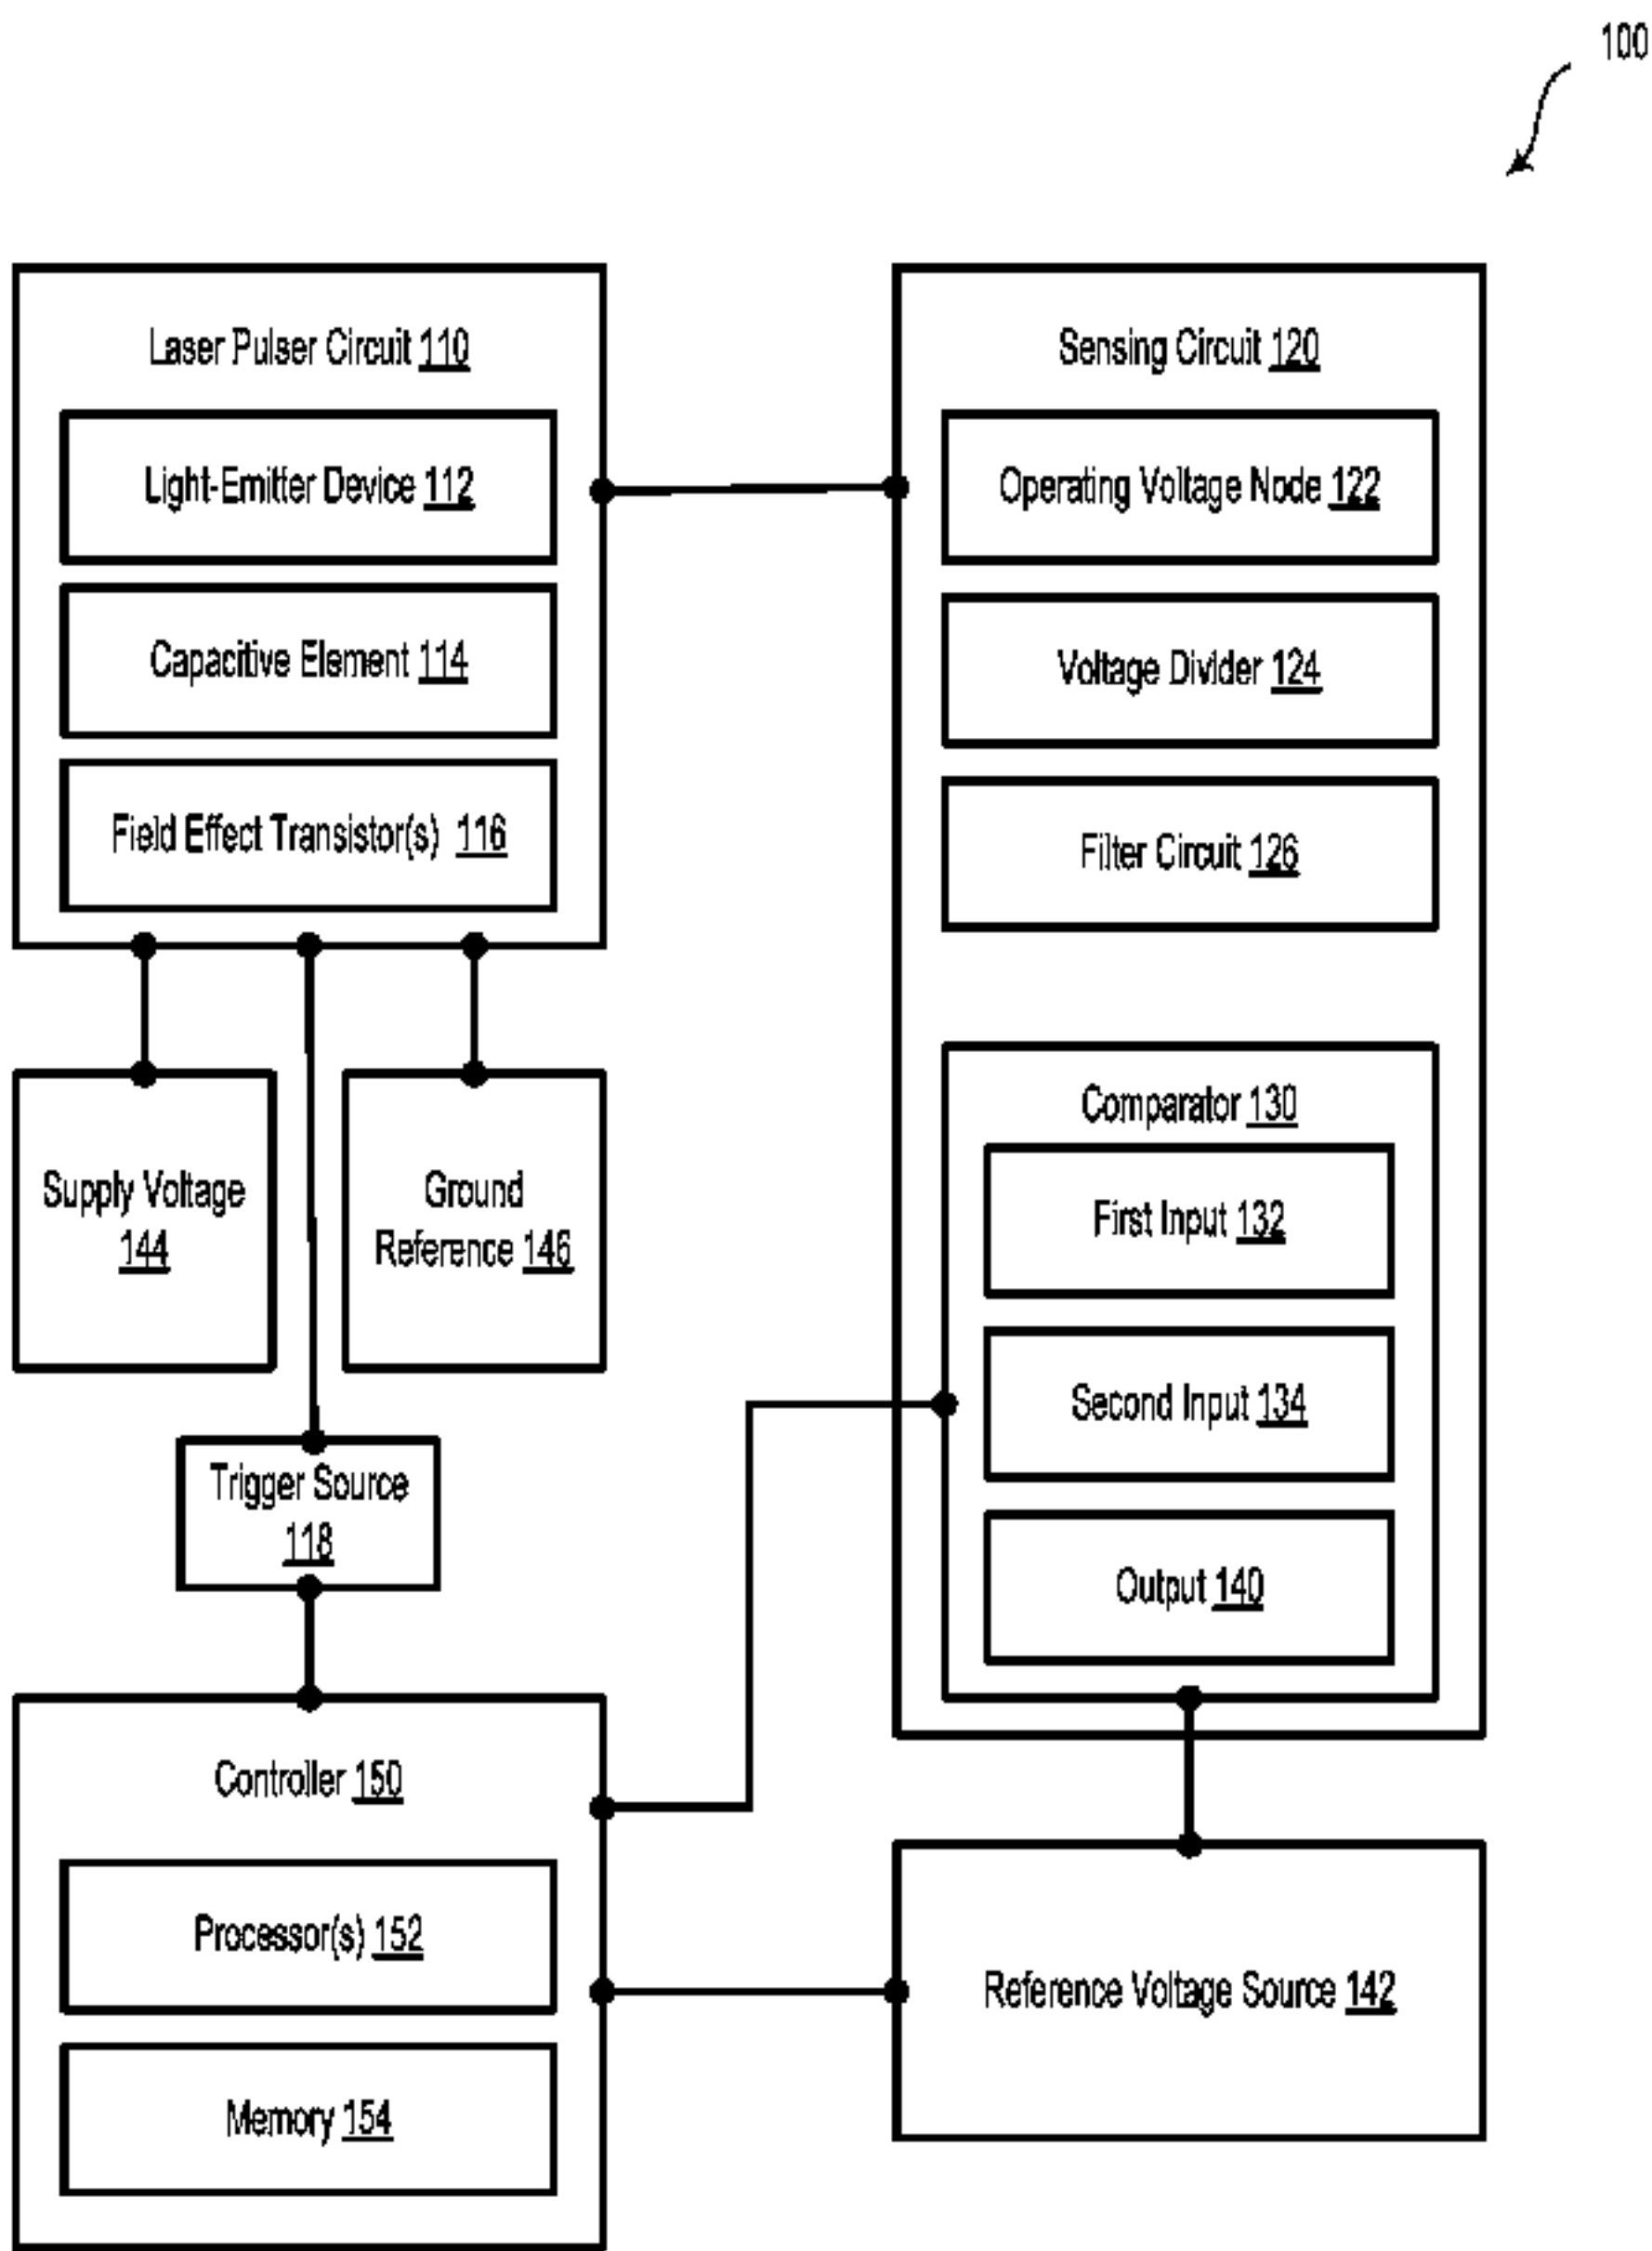 100
Laser Pulser Circuit 110
Light-Emitter Device 112
Capacitive Element 114
Field Effect Transistor(s) 116
Supply Voltage
144
Ground
Reference 146
Trigger Source
118
Controller 150
Processor(s) 152
Memory 154
Sensing Circuit 120
Operating Voltage Node 122
Voltage Divider 124
Filter Circuit 126
Comparator 130
First Input 132
Second Input 134
Output 140
Reference Voltage Source 142